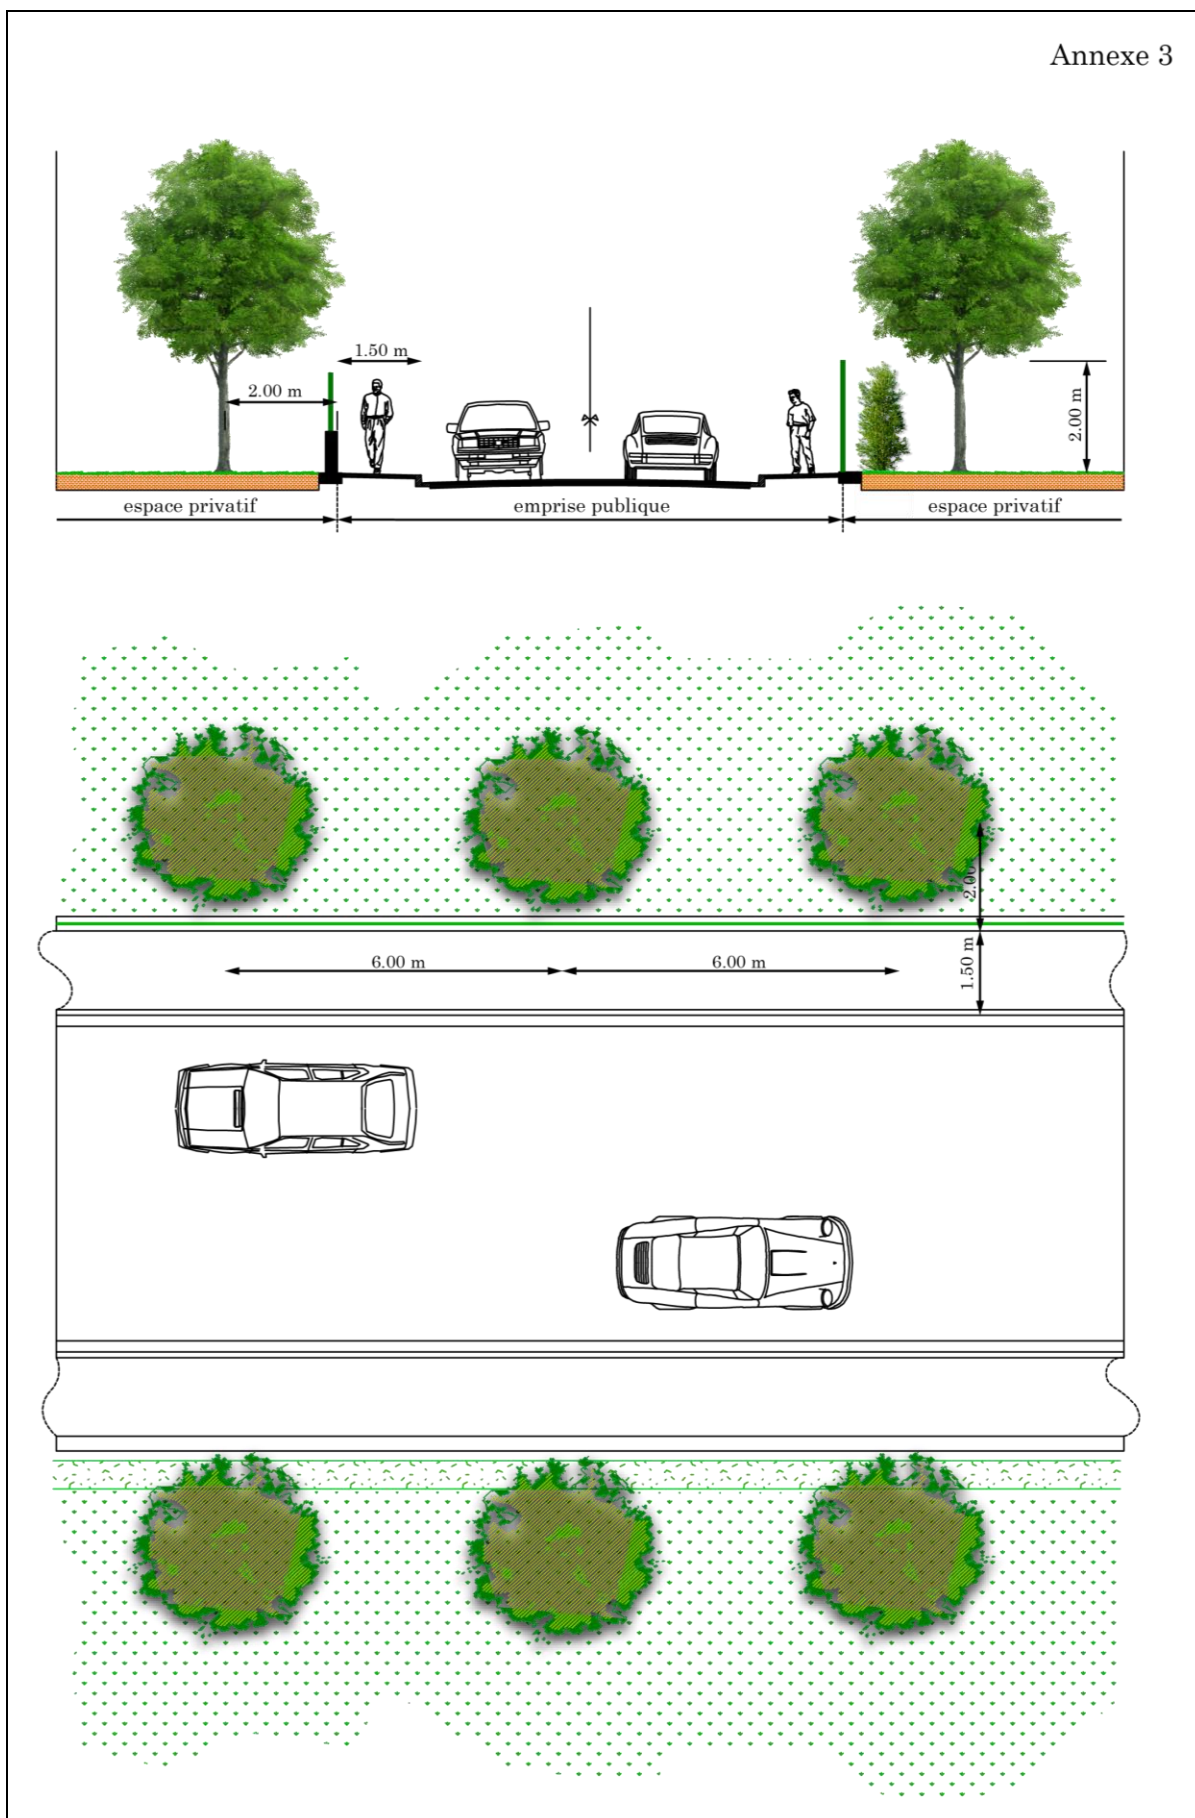 Annexe 3
1.50 m
2.00 m
2.00 m
espace privatif
emprise publique
espace privatif
2.00
6.00 m
6.00 m
1.50 m